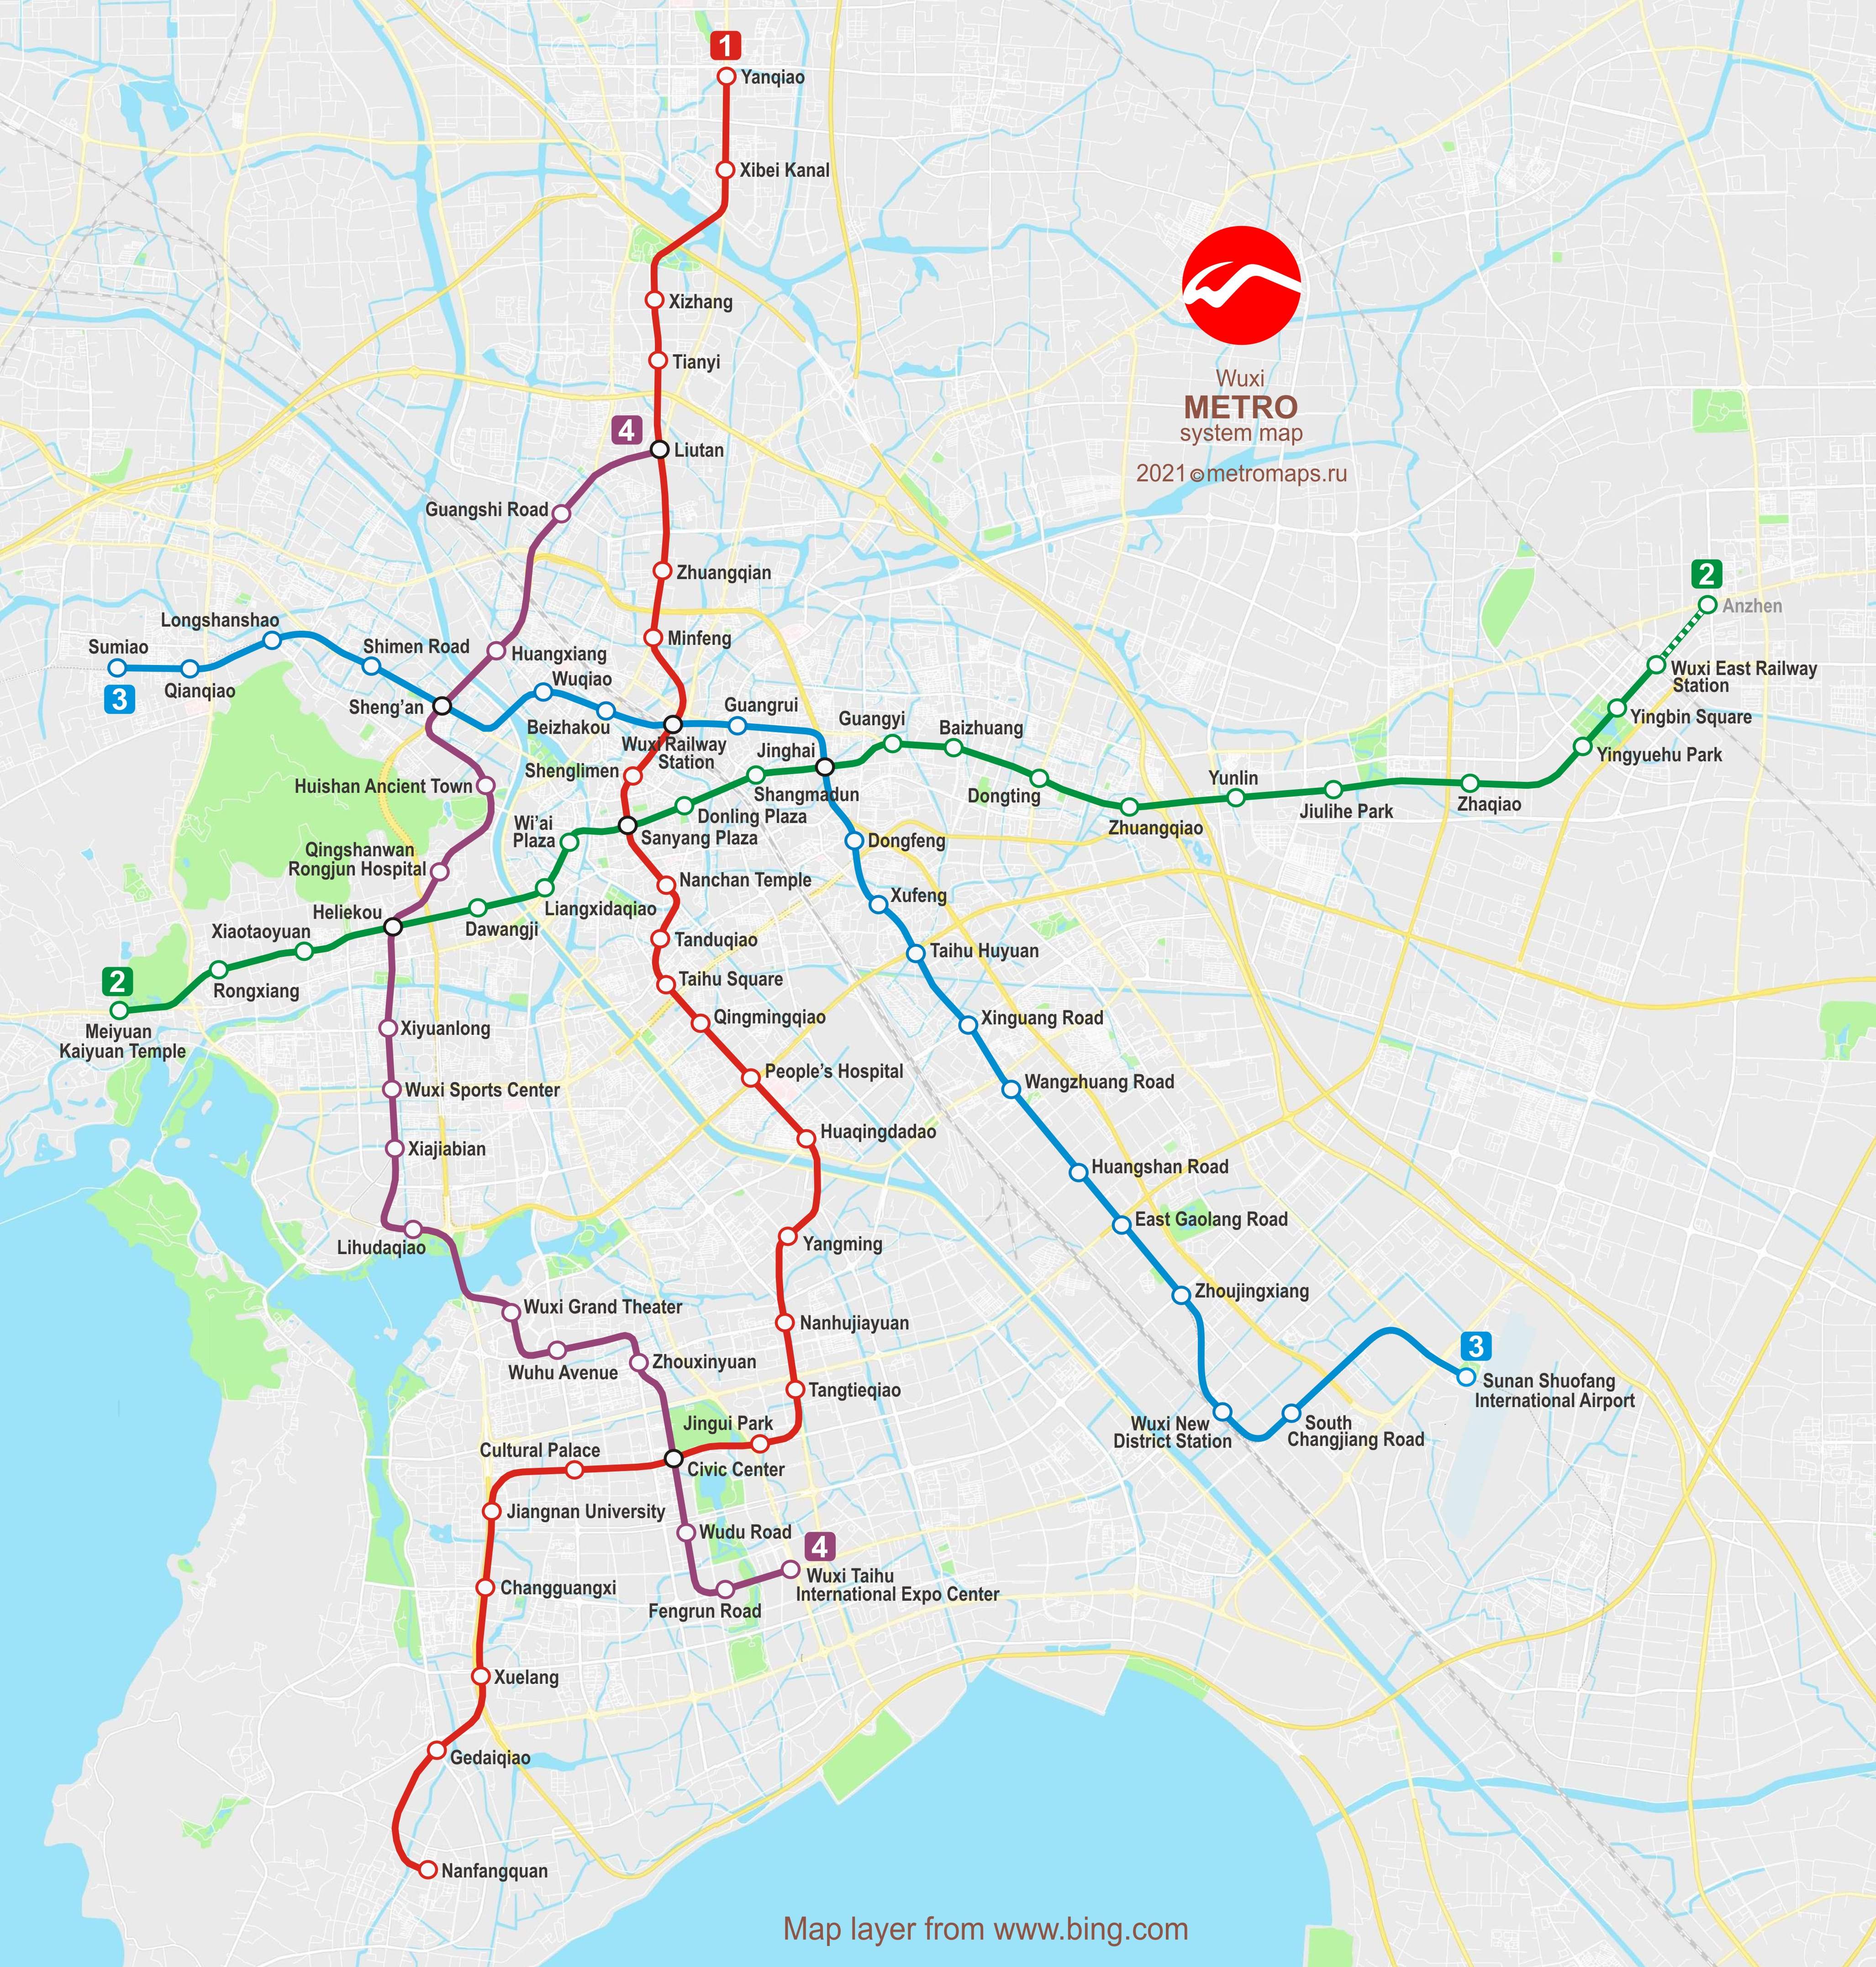 1
Yanqiao
Xibei Kanal
Xizhang
Tianyi
Wuxi
METRO
system map
2021©metromaps.ru
4
Liutan
Guangshi Road
Zhuangqian
2
Anzhen
Longshanshao
Sumiao
Shimen Road
Minfeng
Huangxiang
Wuxi East Railway
Station
3
Qianqiao
Wuqiao
Sheng'an
Beizhakou
Guangrui
Guangyi
Baizhuang
Yingbin Square
Wuxi Railway
Station
Jinghai
Yingyuehu Park
Shenglimen
Huishan Ancient Town
Shangmadun
Dongting
Yunlin
Jiulihe Park
Zhaqiao
Wi'ai
Plaza
Donling Plaza
Sanyang Plaza
Zhuangqiao
Dongfeng
Qingshanwan
Rongjun Hospital
Nanchan Temple
Xufeng
Heliekou
Liangxidaqiao
Xiaotaoyuan
Dawangji
Tanduqiao
Taihu Huyuan
2
Rongxiang
Taihu Square
Meiyuan
Kaiyuan Temple
Xiyuanlong
Qingmingqiao
Xinguang Road
Wuxi Sports Center
People's Hospital
Wangzhuang Road
Xiajiabian
Huaqingdadao
Huangshan Road
Lihudaqiao
Yangming
East Gaolang Road
Wuxi Grand Theater
Nanhujiayuan
Zhoujingxiang
Wuhu Avenue
Zhouxinyuan
3
Sunan Shuofang
International Airport
Tangtieqiao
Jingui Park
Wuxi New
District Station
South
Changjiang Road
Cultural Palace
Civic Center
Jiangnan University
Wudu Road
4
Wuxi Taihu
International Expo Center
Changguangxi
Fengrun Road
Xuelang
Gedaiqiao
Nanfangquan
Map layer from www.bing.com